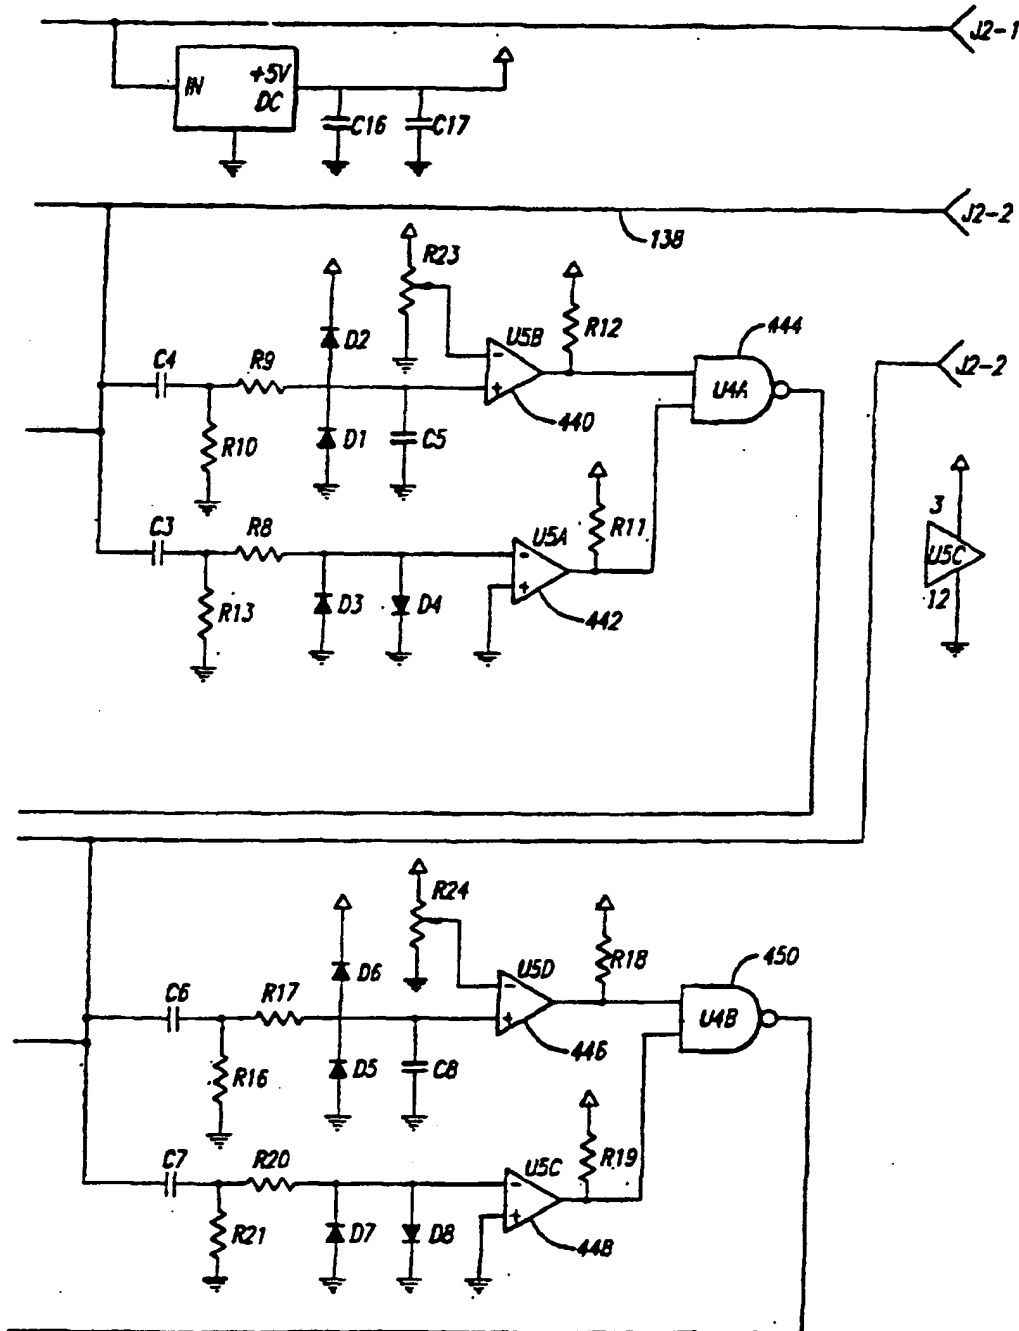 J2-1
IN
+5V
DC
C16
C17
J2-2
138
R23
D2
R12
U5B
444
C4
R9
U4A
J2-2
R10
D1
C5
440
3
C3
R8
U5A
R11
U5C
12
R13
D3
D4
442
R24
D6
U5D
R18
450
C6
R17
U4B
R16
D5
C8
446
C7
R20
U5C
R19
R21
D7
D8
448